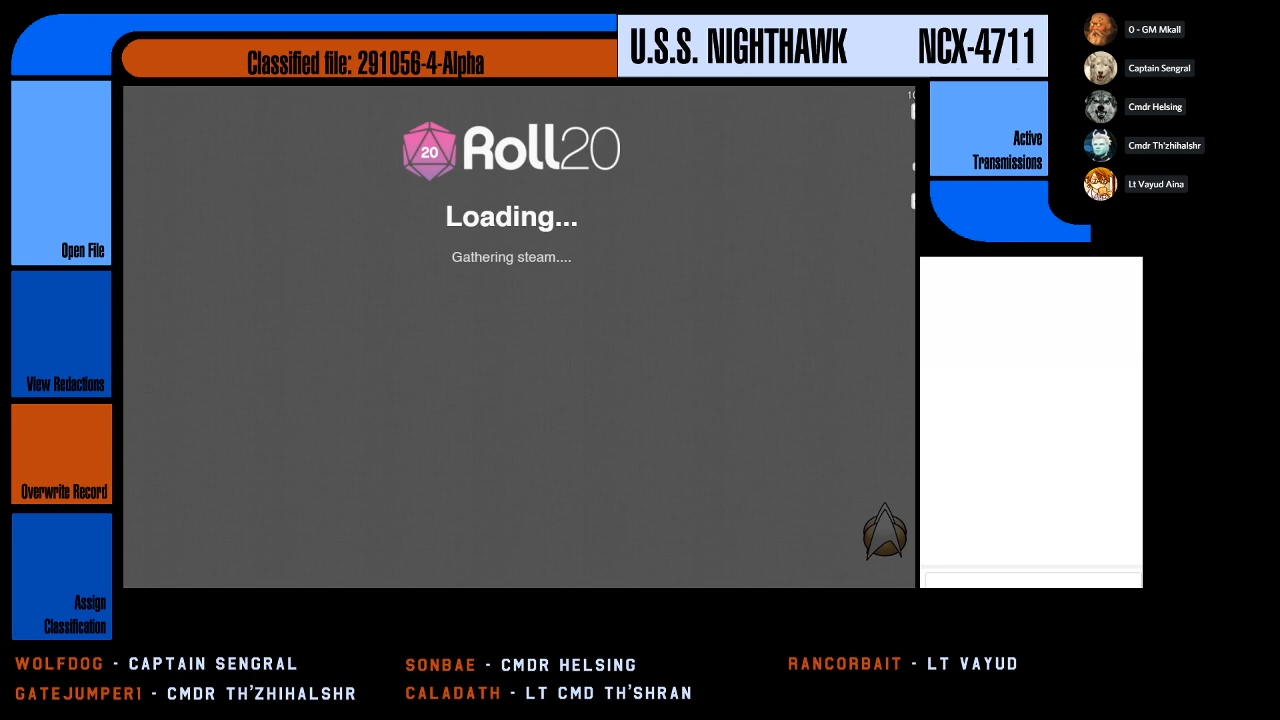 Classified file: 291056-4-Alpha
U.S.S. NIGHTHAWK NCX-4711
Open File
View Redactions
Overwrite Record
Assign
Classification
20
Roll20
Loading...
Gathering steam....
Active
Transmissions
0 - GM Mkall
Captain Sengral
Cmdr Helsing
Cmdr Th'zhihalshr
Lt Vayud Aina
WOLFDOG - CAPTAIN SENGRAL
GATEJUMPER1 - CMDR TH'ZHIHALSHR
SONBAE - CMDR HELSING
CALADATH - LT CMD TH'SHRAN
RANCORBAIT - LT VAYUD